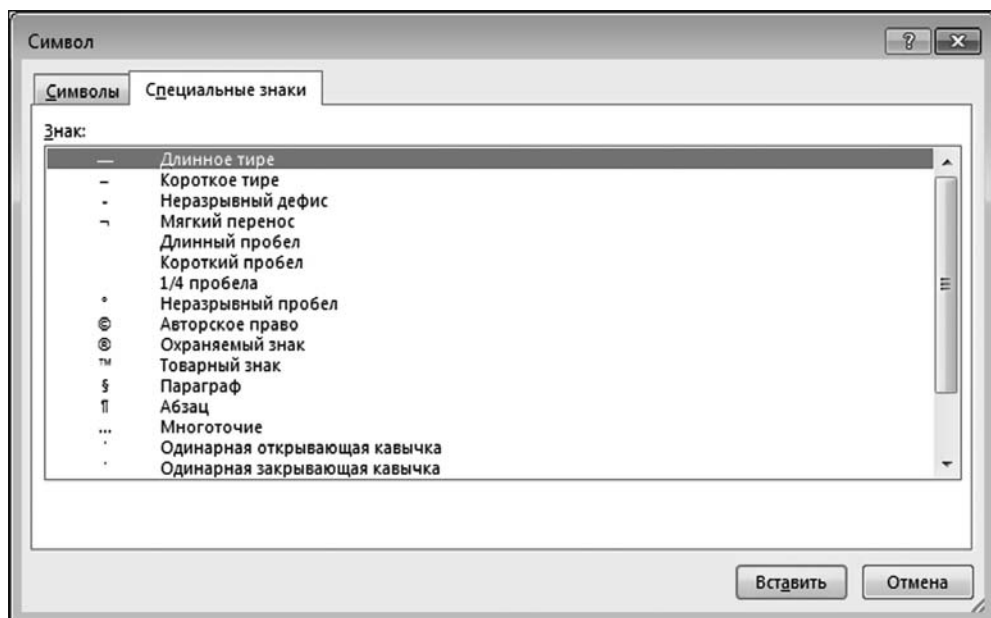 Символ
Символы Специальные знаки
Знак:
— Длинное тире
– Короткое тире
- Неразрывный дефис
¬ Мягкий перенос
Длинный пробел
Короткий пробел
1/4 пробела
° Неразрывный пробел
© Авторское право
® Охраняемый знак
™ Товарный знак
§ Параграф
¶ Абзац
... Многоточие
‘ Одинарная открывающая кавычка
’ Одинарная закрывающая кавычка
Вставить Отмена